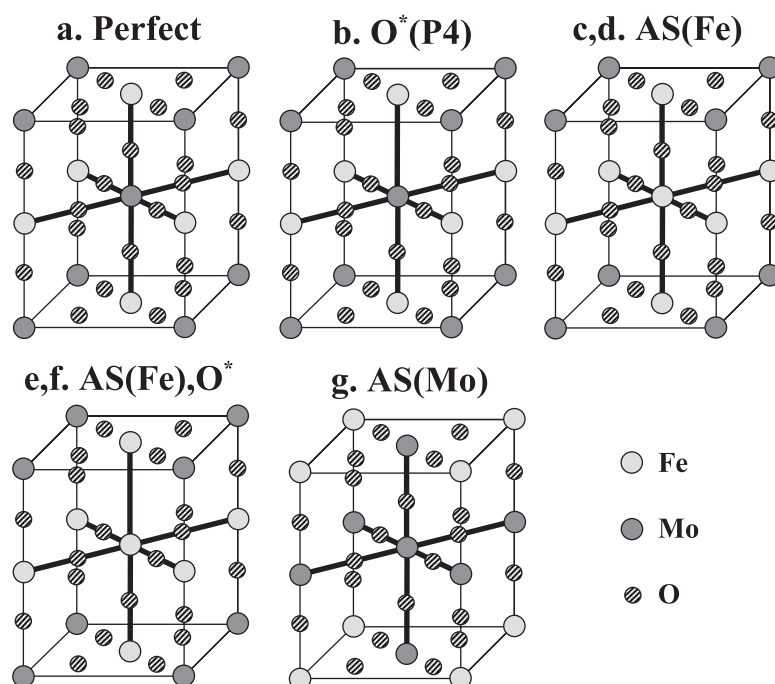 a. Perfect
b. O*(P4)
c,d. AS(Fe)
e,f. AS(Fe),O*
g. AS(Mo)
Fe
Mo
O